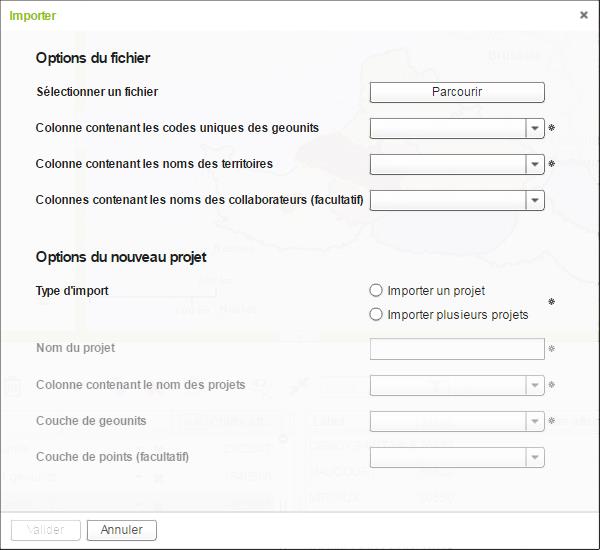 Importer
Options du fichier
Sélectionner un fichier
Parcourir
Colonne contenant les codes uniques des geounits
*
Colonne contenant les noms des territoires
*
Colonnes contenant les noms des collaborateurs (facultatif)
Options du nouveau projet
Type d'import
Importer un projet
*
Importer plusieurs projets
Nom du projet
*
Colonne contenant le nom des projets
*
Couche de geounits
*
Couche de points (facultatif)
Valider
Annuler